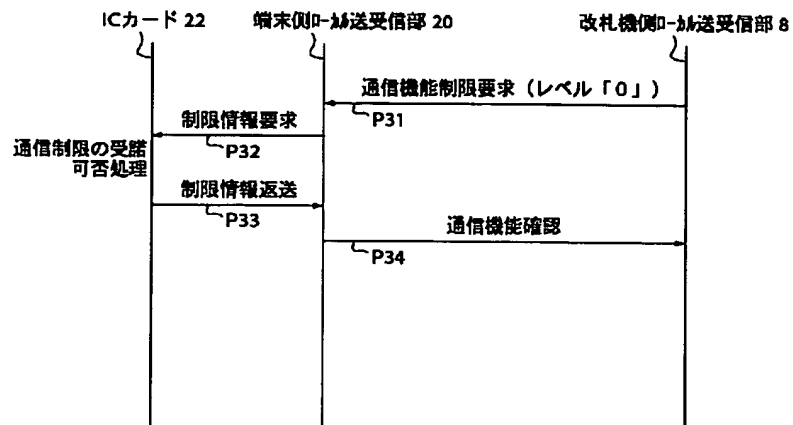 ICカード 22
端末側ﾛｰｶﾙ送受信部 20
改札機側ﾛｰｶﾙ送受信部 8
通信機能制限要求（レベル「０」）
P31
制限情報要求
P32
通信制限の受諾
可否処理
制限情報返送
P33
通信機能確認
P34